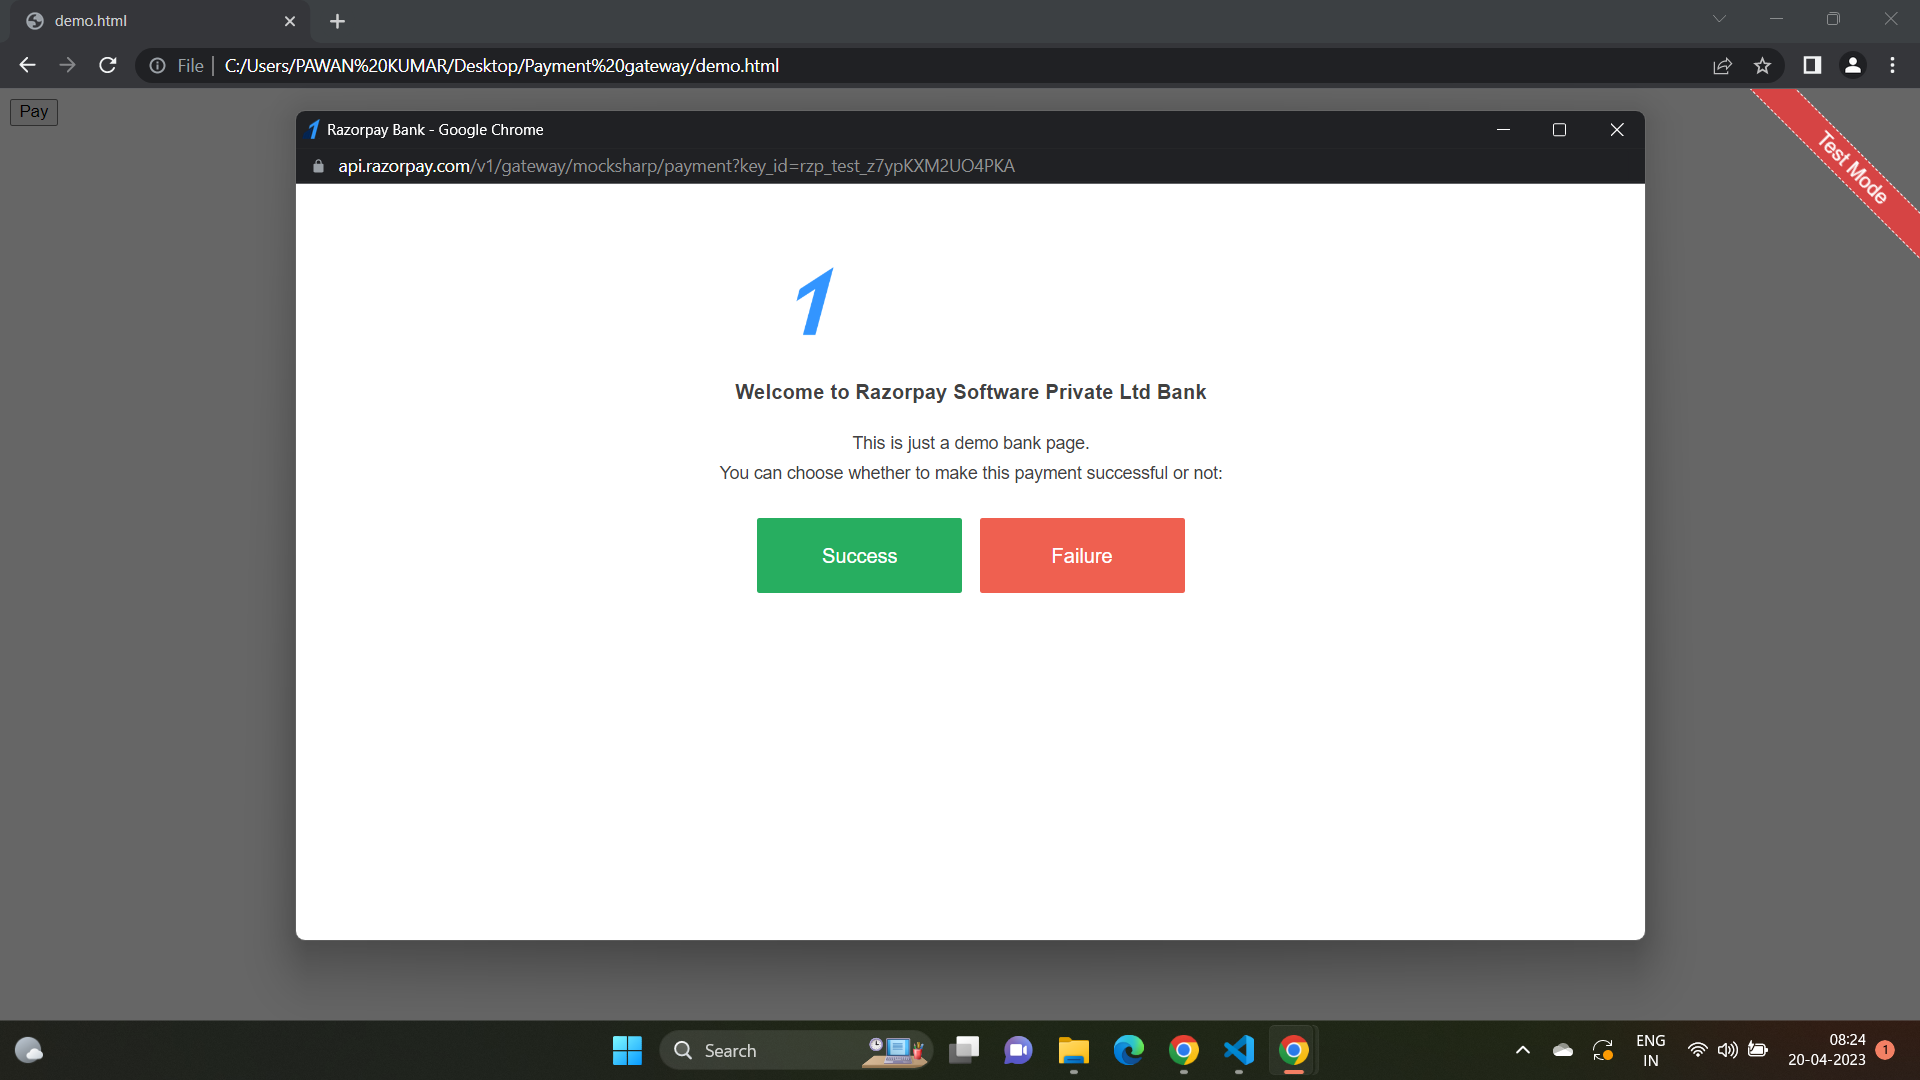 demo.html
File
C:/Users/PAWAN%20KUMAR/Desktop/Payment%20gateway/demo.html
Pay
Razorpay Bank - Google Chrome
api.razorpay.com/v1/gateway/mocksharp/payment?key_id=rzp_test_z7ypKXM2UO4PKA
Test Mode
Welcome to Razorpay Software Private Ltd Bank
This is just a demo bank page.
You can choose whether to make this payment successful or not:
Success
Failure
Search
ENG
IN
08:24
20-04-2023
1